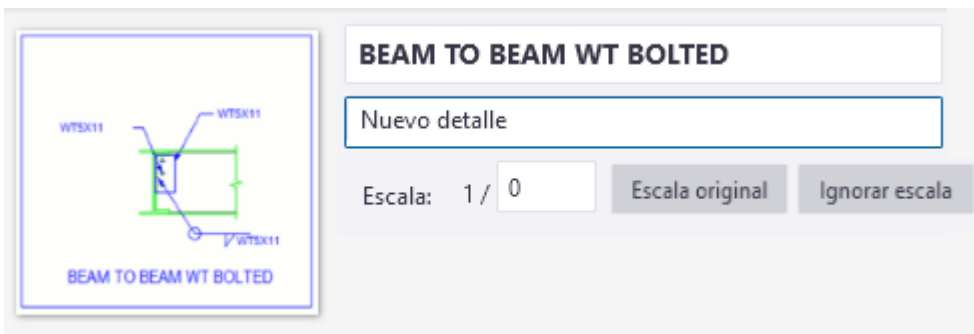 BEAM TO BEAM WT BOLTED
Nuevo detalle
Escala: 1 / 0 Escala original Ignorar escala
WT5X11
WT5X11
WT5X11
BEAM TO BEAM WT BOLTED